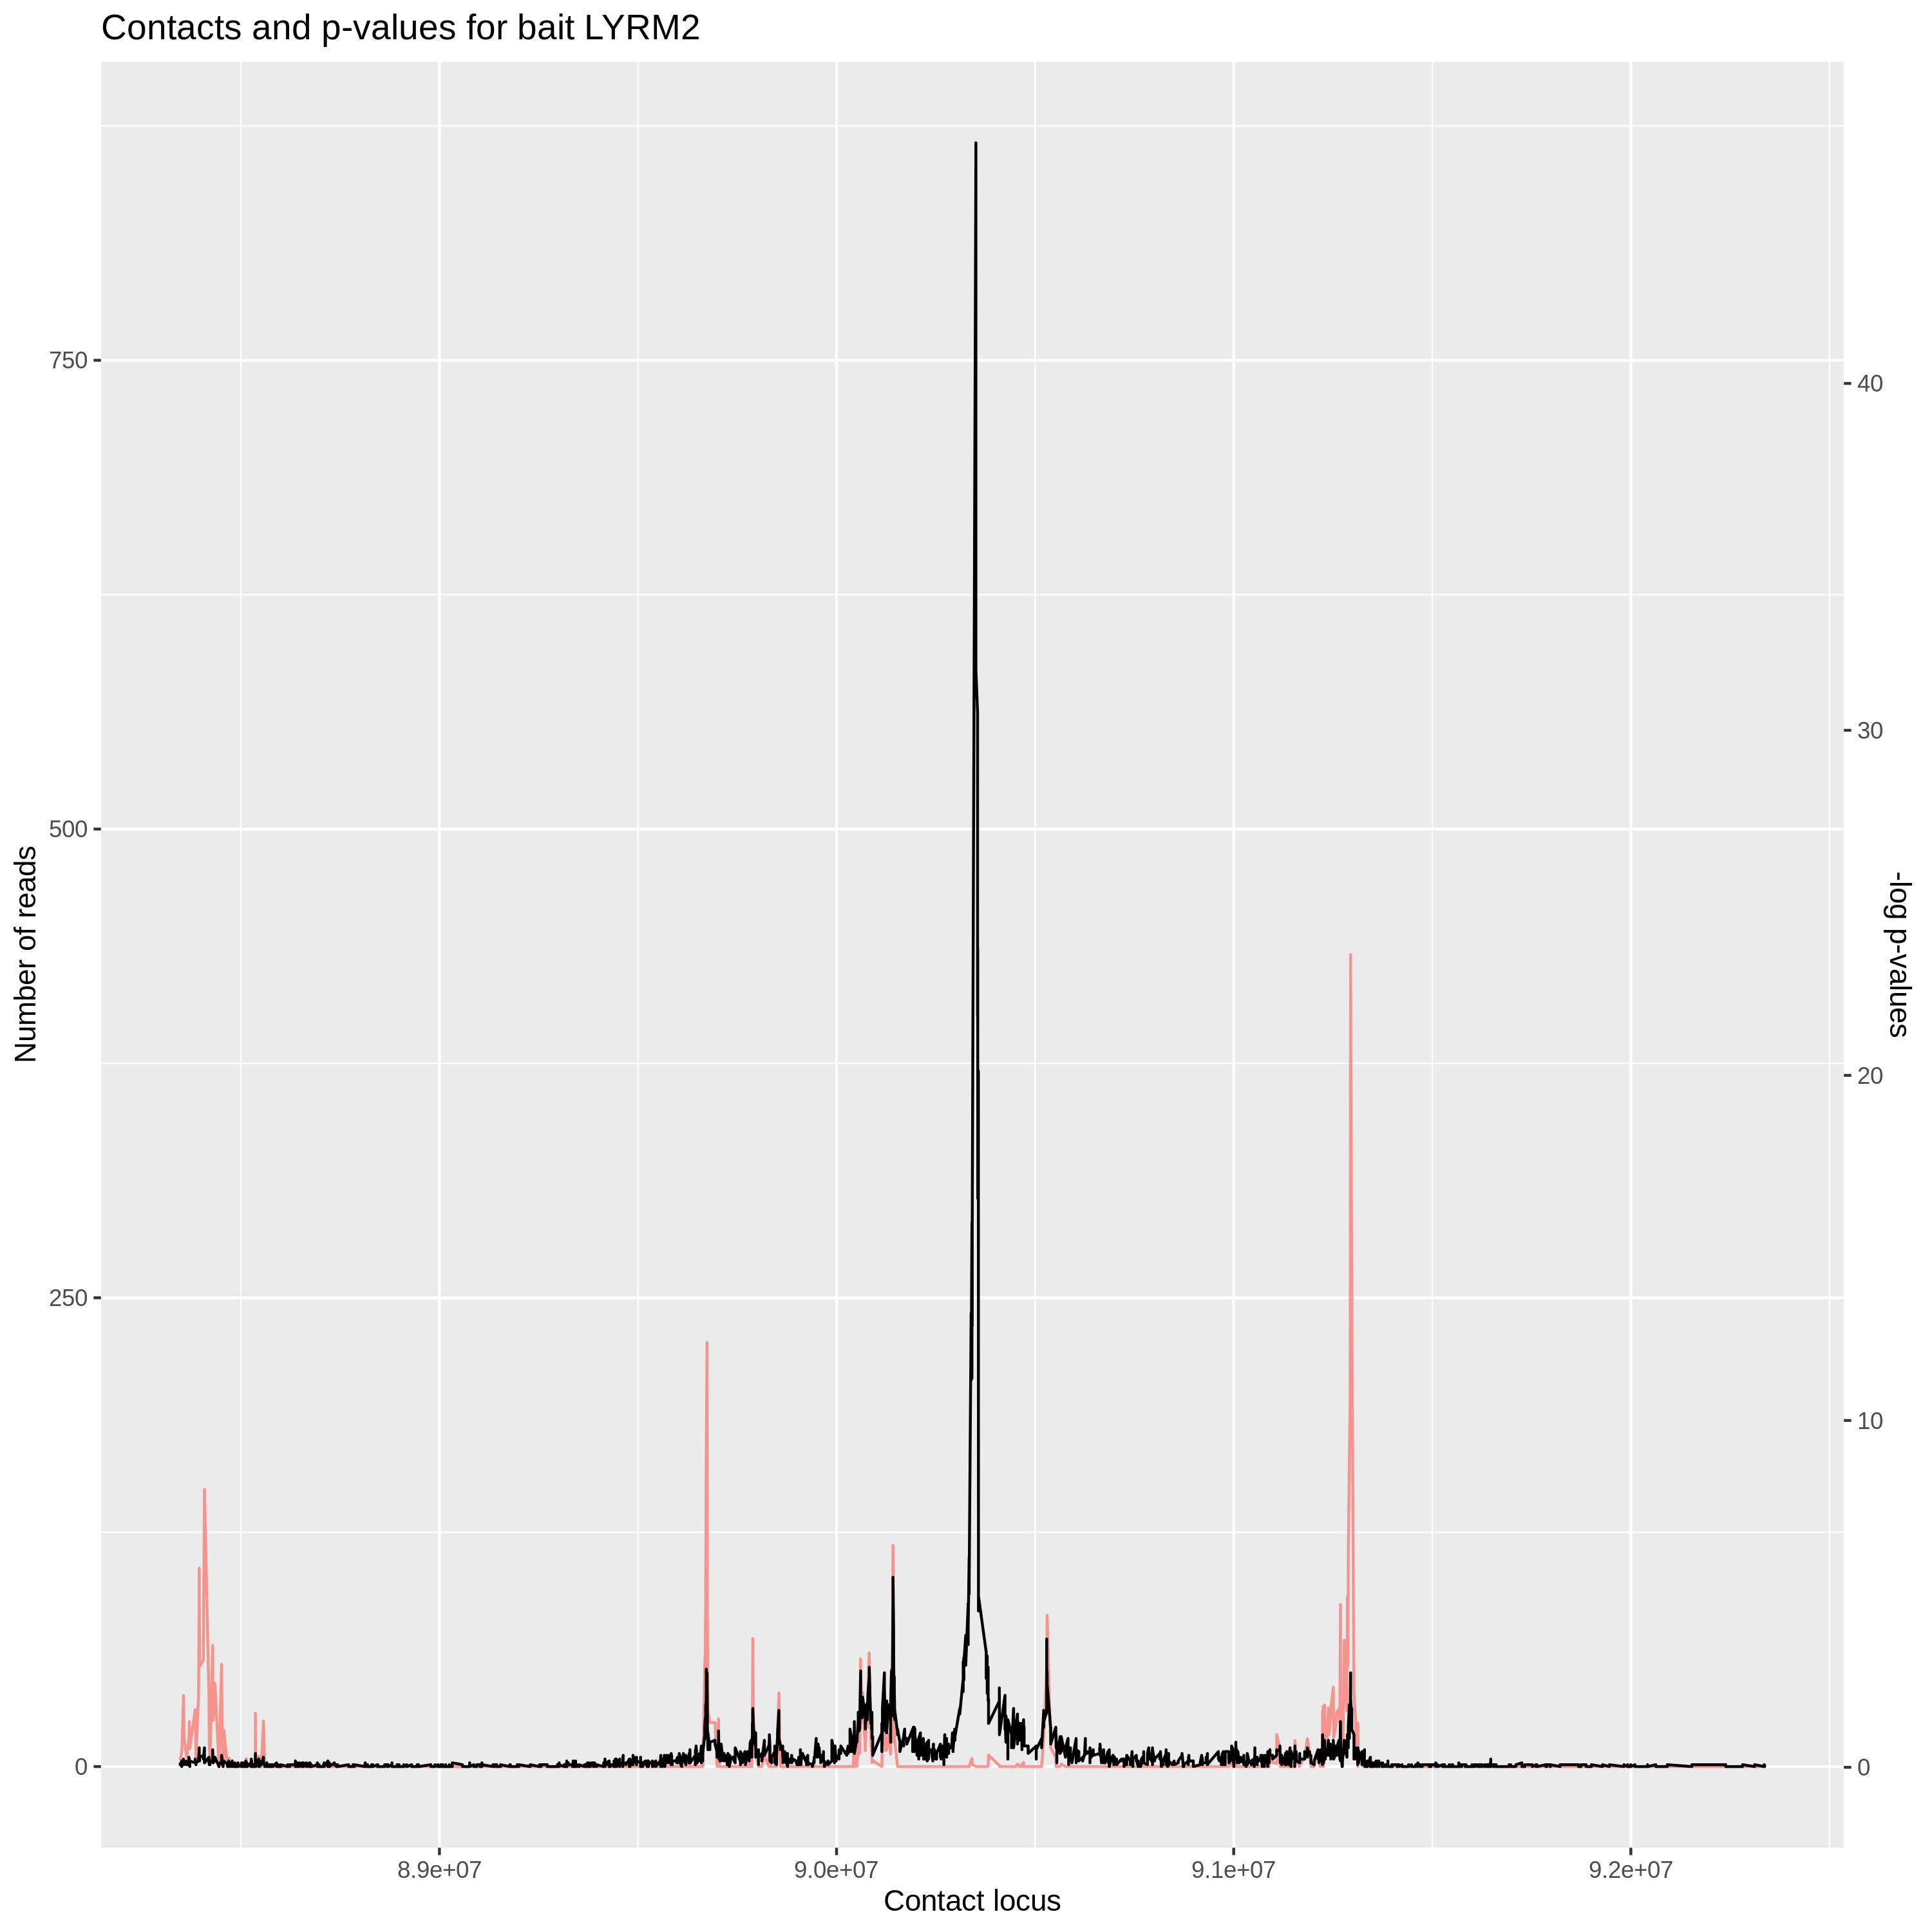 Contacts and p-values for bait LYRM2
Number of reads
750
500
250
0
40
30
20
10
0
-log p-values
8.9e+07
9.0e+07
9.1e+07
9.2e+07
Contact locus